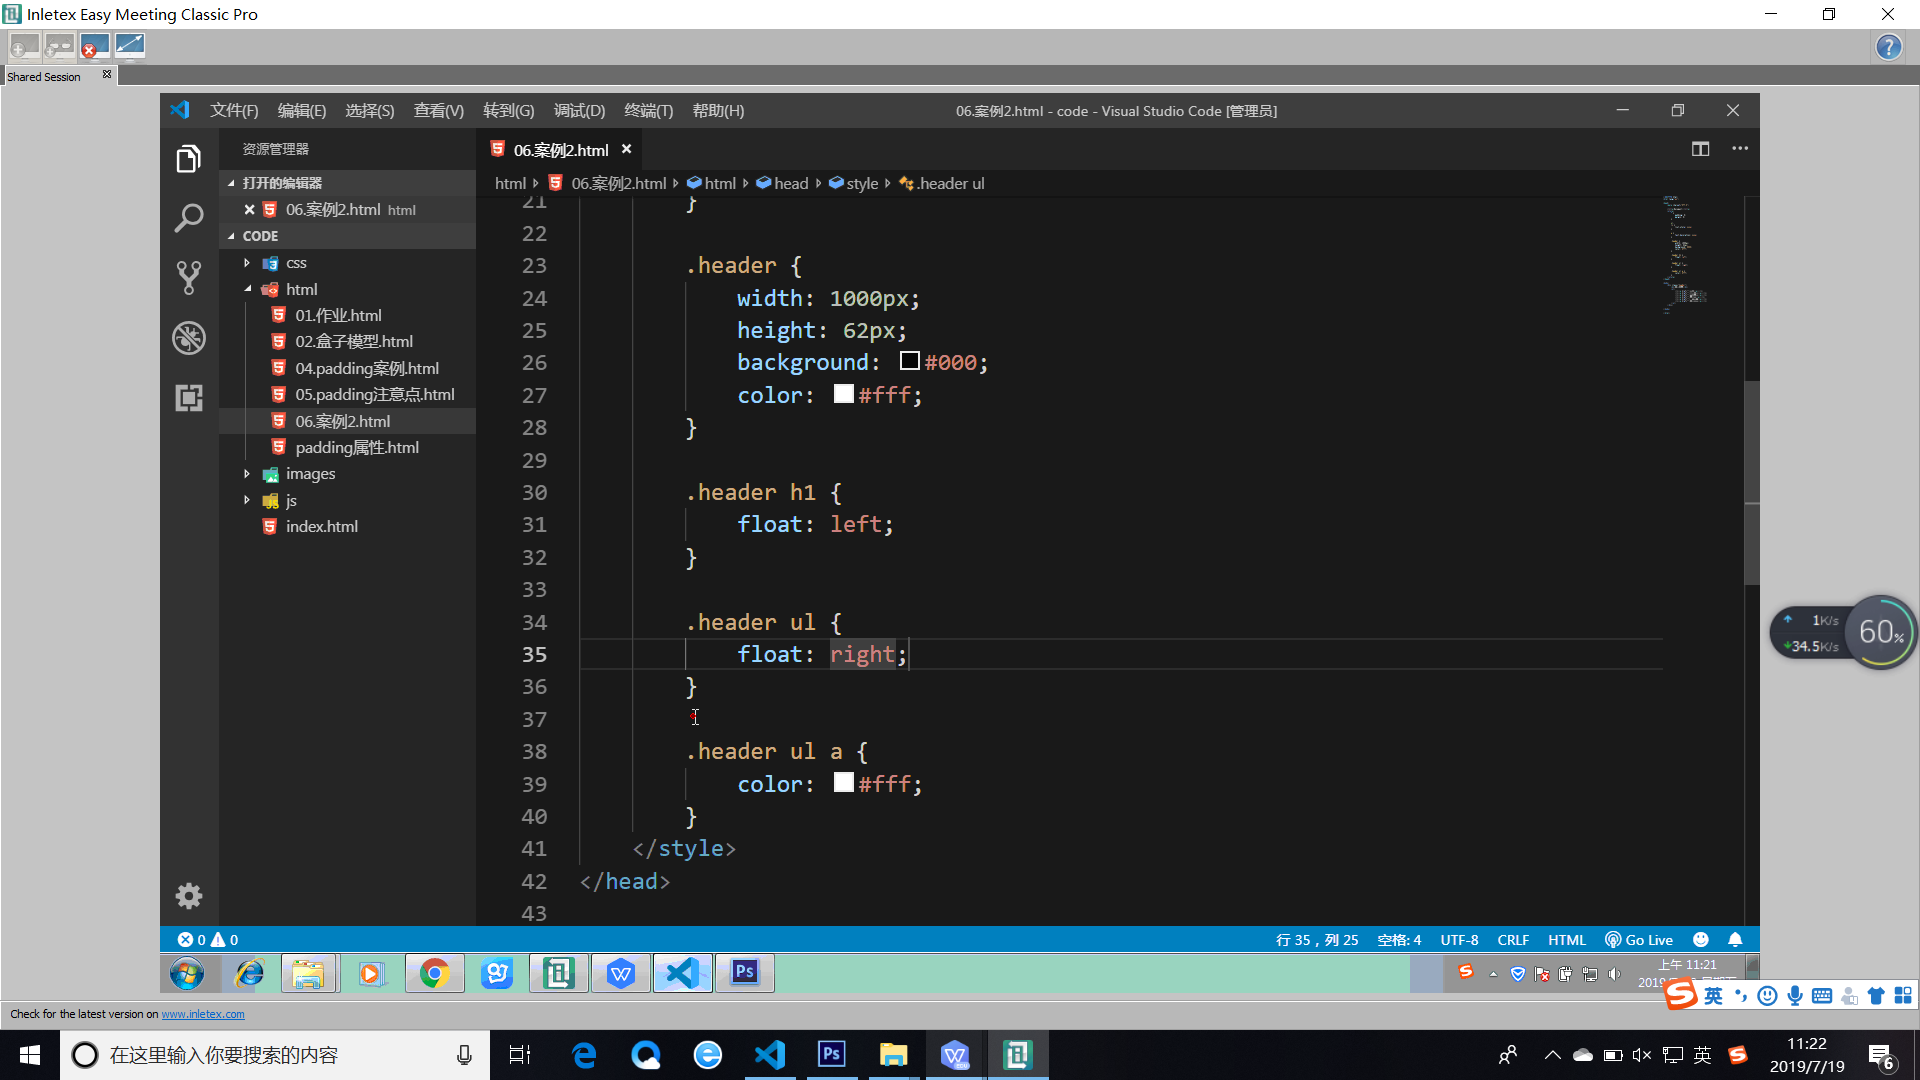 Inletex Easy Meeting Classic Pro
Shared Session
文件(F) 编辑(E) 选择(S) 查看(V) 转到(G) 调试(D) 终端(T) 帮助(H) 06.案例2.html - code - Visual Studio Code [管理员]
资源管理器
06.案例2.html
打开的编辑器
html 06.案例2.html html head style .header ul
06.案例2.html html
CODE
css
html
01.作业.html
02.盒子模型.html
04.padding案例.html
05.padding注意点.html
06.案例2.html
padding属性.html
images
js
index.html
21 }
22
23 .header {
24 width: 1000px;
25 height: 62px;
26 background: #000;
27 color: #fff;
28 }
29
30 .header h1 {
31 float: left;
32 }
33
34 .header ul {
35 float: right;
36 }
37
38 .header ul a {
39 color: #fff;
40 }
41 </style>
42 </head>
43
1K/s
34.5K/s
60%
0 0 行 35，列 25 空格: 4 UTF-8 CRLF HTML Go Live
上午 11:21
英
Check for the latest version on www.inletex.com
在这里输入你要搜索的内容
英
11:22
2019/7/19
6